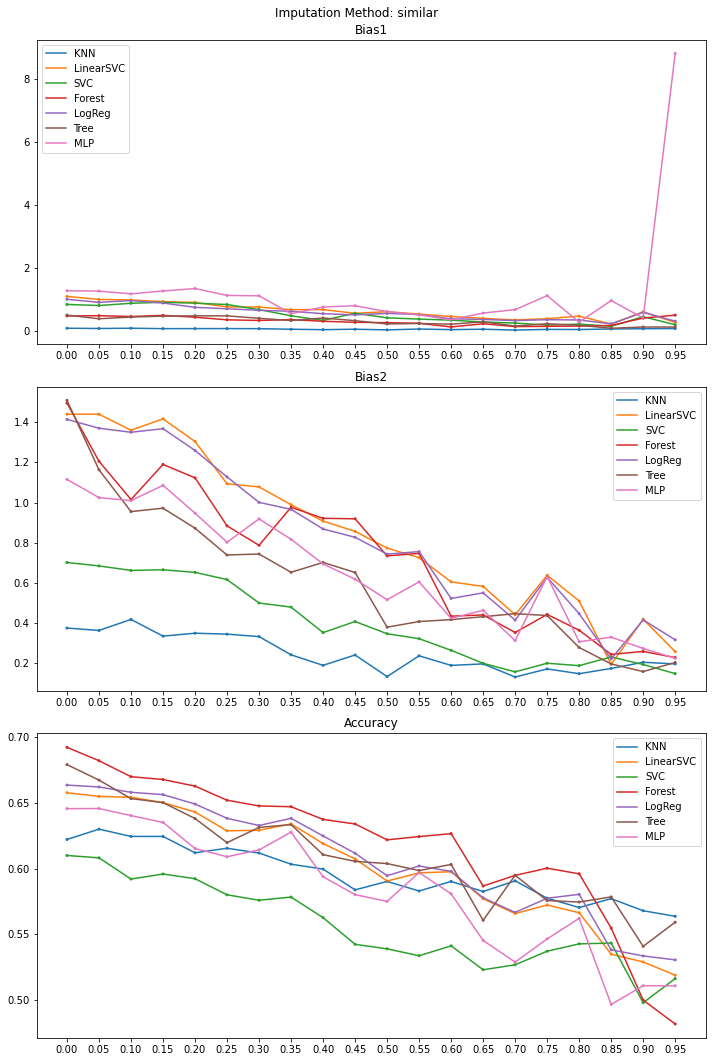 Imputation Method: similar
Bias1
KNN
LinearSVC
SVC
Forest
LogReg
Tree
MLP
8
6
4
2
0
0.00 0.05 0.10 0.15 0.20 0.25 0.30 0.35 0.40 0.45 0.50 0.55 0.60 0.65 0.70 0.75 0.80 0.85 0.90 0.95
Bias2
KNN
LinearSVC
SVC
Forest
LogReg
Tree
MLP
1.4
1.2
1.0
0.8
0.6
0.4
0.2
0.00 0.05 0.10 0.15 0.20 0.25 0.30 0.35 0.40 0.45 0.50 0.55 0.60 0.65 0.70 0.75 0.80 0.85 0.90 0.95
Accuracy
KNN
LinearSVC
SVC
Forest
LogReg
Tree
MLP
0.70
0.65
0.60
0.55
0.50
0.00 0.05 0.10 0.15 0.20 0.25 0.30 0.35 0.40 0.45 0.50 0.55 0.60 0.65 0.70 0.75 0.80 0.85 0.90 0.95